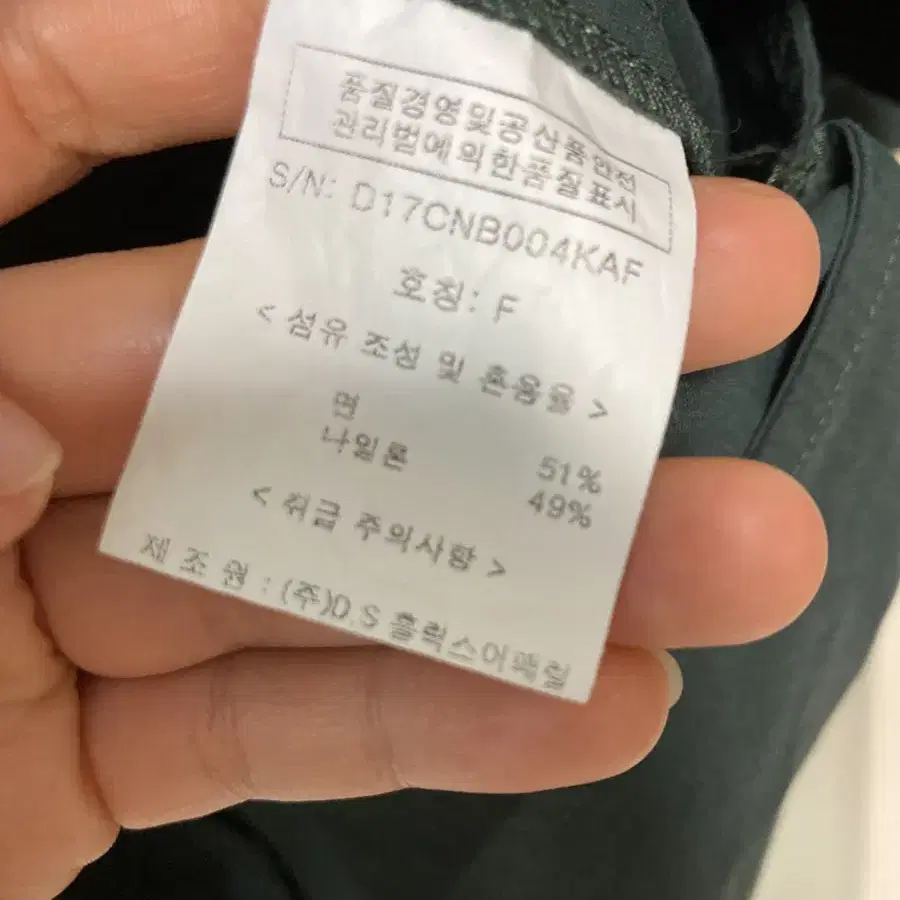 품질경영및공산품안전
관리법에의한품질표시
S/N: D17CNB004KAF
호칭: F
< 섬유 조성 및 혼용율 >
면 51%
나일론 49%
< 취급 주의사항 >
제 조 원 : (주)D.S 플럭스어패럴